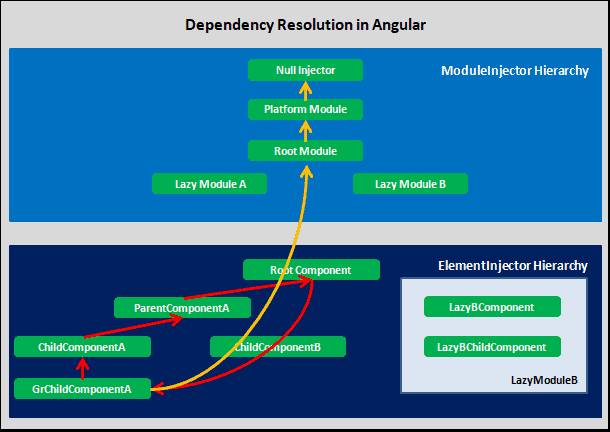 Dependency Resolution in Angular
ModuleInjector Hierarchy
Null Injector
Platform Module
Root Module
Lazy Module A
Lazy Module B
ElementInjector Hierarchy
Root Component
ParentComponentA
LazyBComponent
ChildComponentA
ChildComponentB
LazyBChildComponent
GrChildComponentA
LazyModuleB